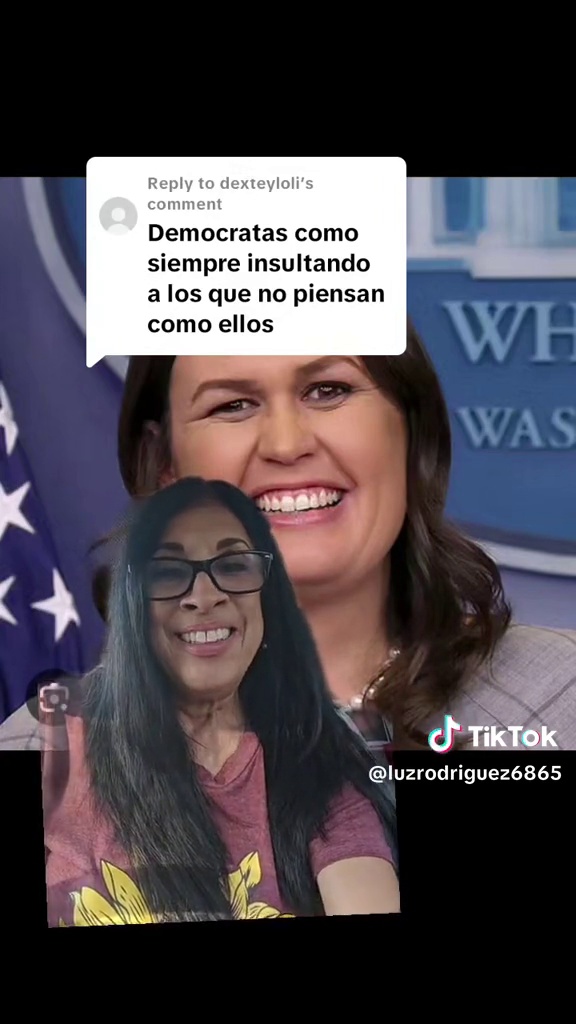 Reply to dexteyloli's
comment
Democratas como
siempre insultando
a los que no piensan
como ellos
WH
WAS
TikTok
@luzrodriguez6865